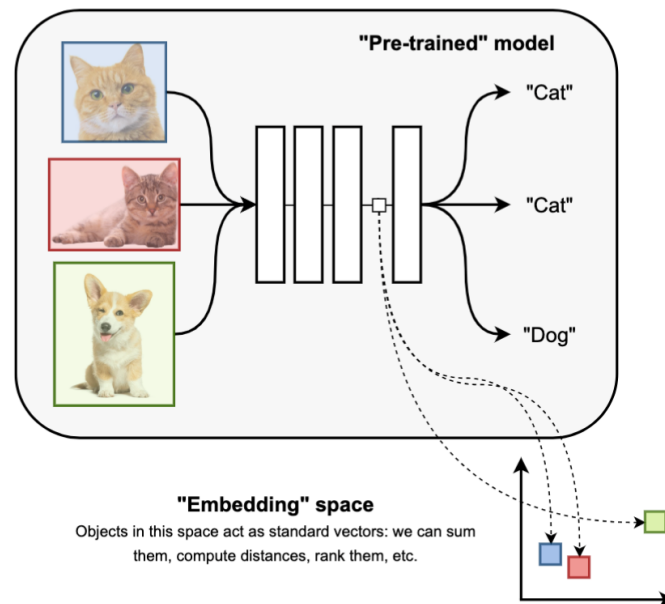 "Pre-trained" model
"Cat"
"Cat"
"Dog"
"Embedding" space
Objects in this space act as standard vectors: we can sum
them, compute distances, rank them, etc.